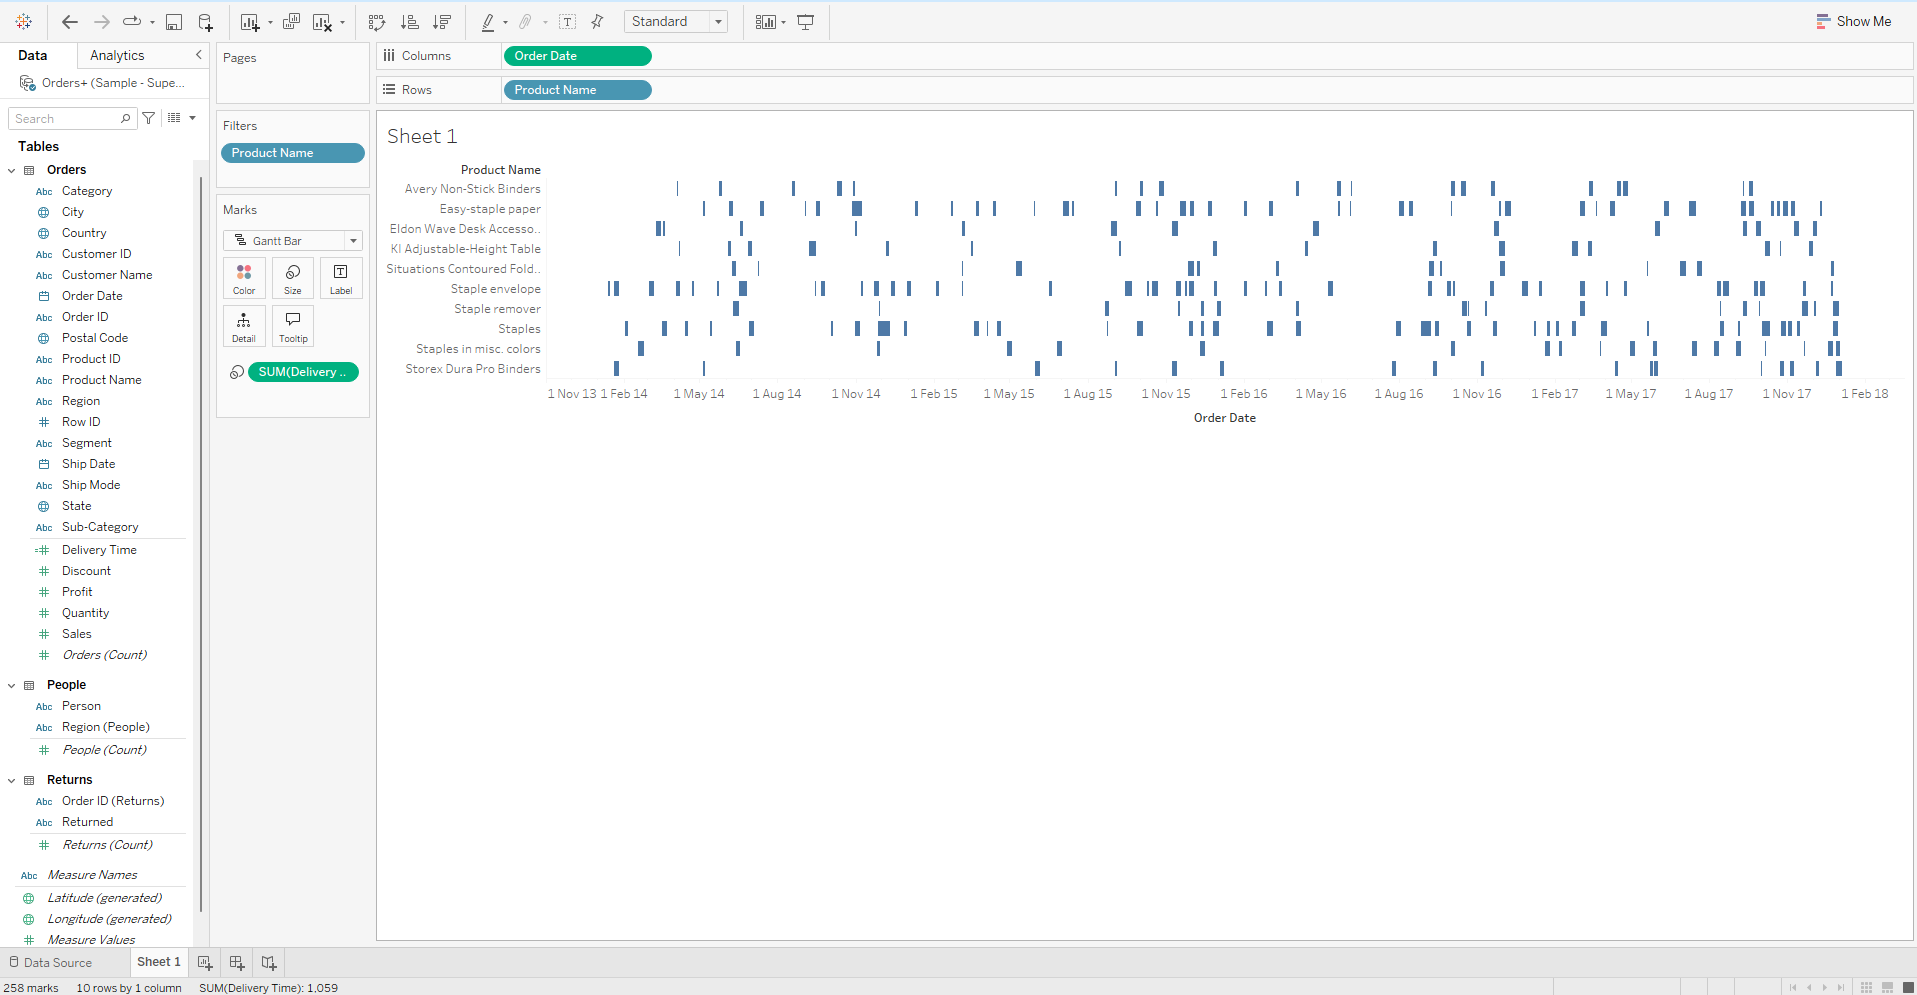 Standard
Show Me
Data
Analytics
Pages
Columns
Order Date
Orders+ (Sample - Supe...
Rows
Product Name
Search
Filters
Product Name
Tables
Orders
Abc Category
City
Country
Abc Customer ID
Abc Customer Name
Order Date
Abc Order ID
Postal Code
Abc Product ID
Abc Product Name
Abc Region
Row ID
Abc Segment
Ship Date
Abc Ship Mode
State
Abc Sub-Category
=# Delivery Time
# Discount
# Profit
# Quantity
# Sales
# Orders (Count)
People
Abc Person
Abc Region (People)
# People (Count)
Returns
Abc Order ID (Returns)
Abc Returned
# Returns (Count)
Abc Measure Names
Latitude (generated)
Longitude (generated)
# Measure Values
Marks
Gantt Bar
Color
Size
Label
Detail
Tooltip
SUM(Delivery ..
Sheet 1
Product Name
Avery Non-Stick Binders
Easy-staple paper
Eldon Wave Desk Accesso..
KI Adjustable-Height Table
Situations Contoured Fold..
Staple envelope
Staple remover
Staples
Staples in misc. colors
Storex Dura Pro Binders
1 Nov 13 1 Feb 14 1 May 14 1 Aug 14 1 Nov 14 1 Feb 15 1 May 15 1 Aug 15 1 Nov 15 1 Feb 16 1 May 16 1 Aug 16 1 Nov 16 1 Feb 17 1 May 17 1 Aug 17 1 Nov 17 1 Feb 18
Order Date
Data Source
Sheet 1
258 marks 10 rows by 1 column SUM(Delivery Time): 1,059